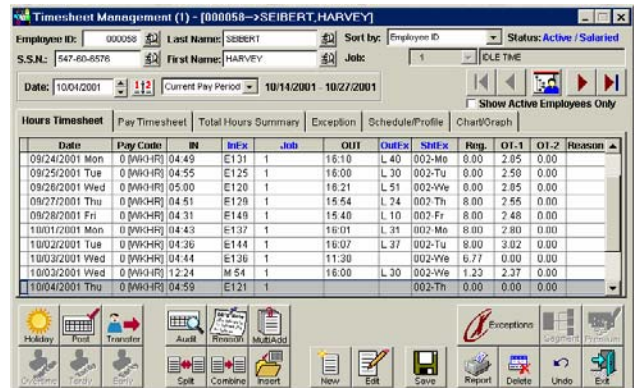 Timesheet Management (1) - [000058-->SEIBERT,HARVEY]
Employee ID: 000058 Last Name: SEIBERT Sort by: Employee ID Status: Active / Salaried
S.S.N.: 547-60-6576 First Name: HARVEY Job: 1 IDLE TIME
Date: 10/04/2001 Current Pay Period 10/14/2001 - 10/27/2001
Show Active Employees Only
Hours Timesheet Pay Timesheet Total Hours Summary Exception Schedule/Profile Chart/Graph
Date Pay Code IN InEx Job OUT OutEx ShtEx Reg. OT-1 OT-2 Reason
09/24/2001 Mon 0 [WKHR] 04:49 E131 1 16:10 L 40 002-Mo 8.00 2.85 0.00
09/25/2001 Tue 0 [WKHR] 04:55 E125 1 16:00 L 30 002-Tu 8.00 2.58 0.00
09/26/2001 Wed 0 [WKHR] 05:00 E120 1 16:21 L 51 002-We 8.00 2.85 0.00
09/27/2001 Thu 0 [WKHR] 04:51 E129 1 15:54 L 24 002-Th 8.00 2.55 0.00
09/28/2001 Fri 0 [WKHR] 04:31 E149 1 15:40 L 10 002-Fr 8.00 2.48 0.00
10/01/2001 Mon 0 [WKHR] 04:43 E137 1 16:01 L 31 002-Mo 8.00 2.80 0.00
10/02/2001 Tue 0 [WKHR] 04:36 E144 1 16:07 L 37 002-Tu 8.00 3.02 0.00
10/03/2001 Wed 0 [WKHR] 04:44 E136 1 11:30 002-We 6.77 0.00 0.00
10/03/2001 Wed 0 [WKHR] 12:24 M 54 1 16:00 L 30 002-We 1.23 2.37 0.00
10/04/2001 Thu 0 [WKHR] 04:59 E121 1 002-Th 0.00 0.00 0.00
Holiday Post Transfer Audit Reason MultiAdd Exceptions Segment Premium
Overtime Tardy Early Split Combine Insert New Edit Save Report Delete Undo Exit